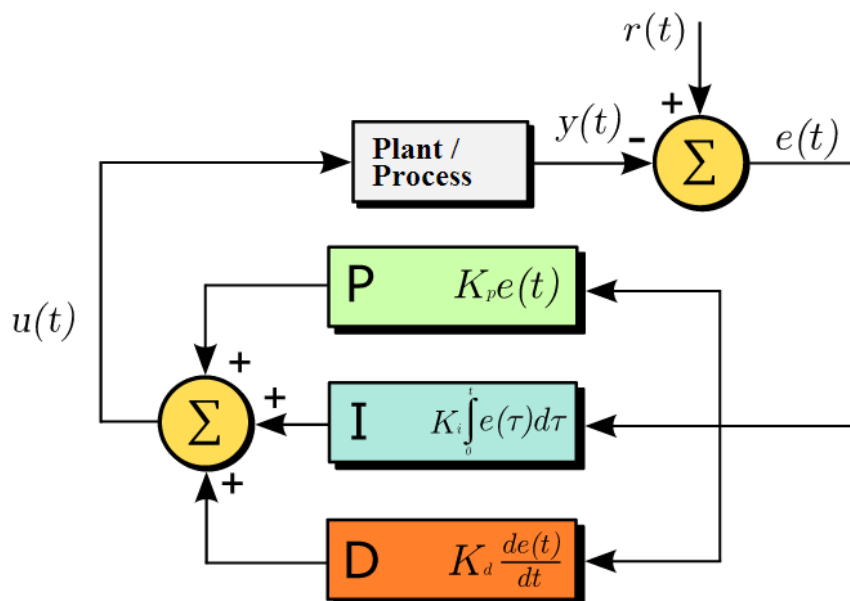 r(t)
+
Plant /
Process
y(t)
-
Σ
e(t)
P K_p e(t)
u(t)
+
Σ
+
I K_i ∫_0^t e(τ)dτ
+
D K_d de(t)/dt